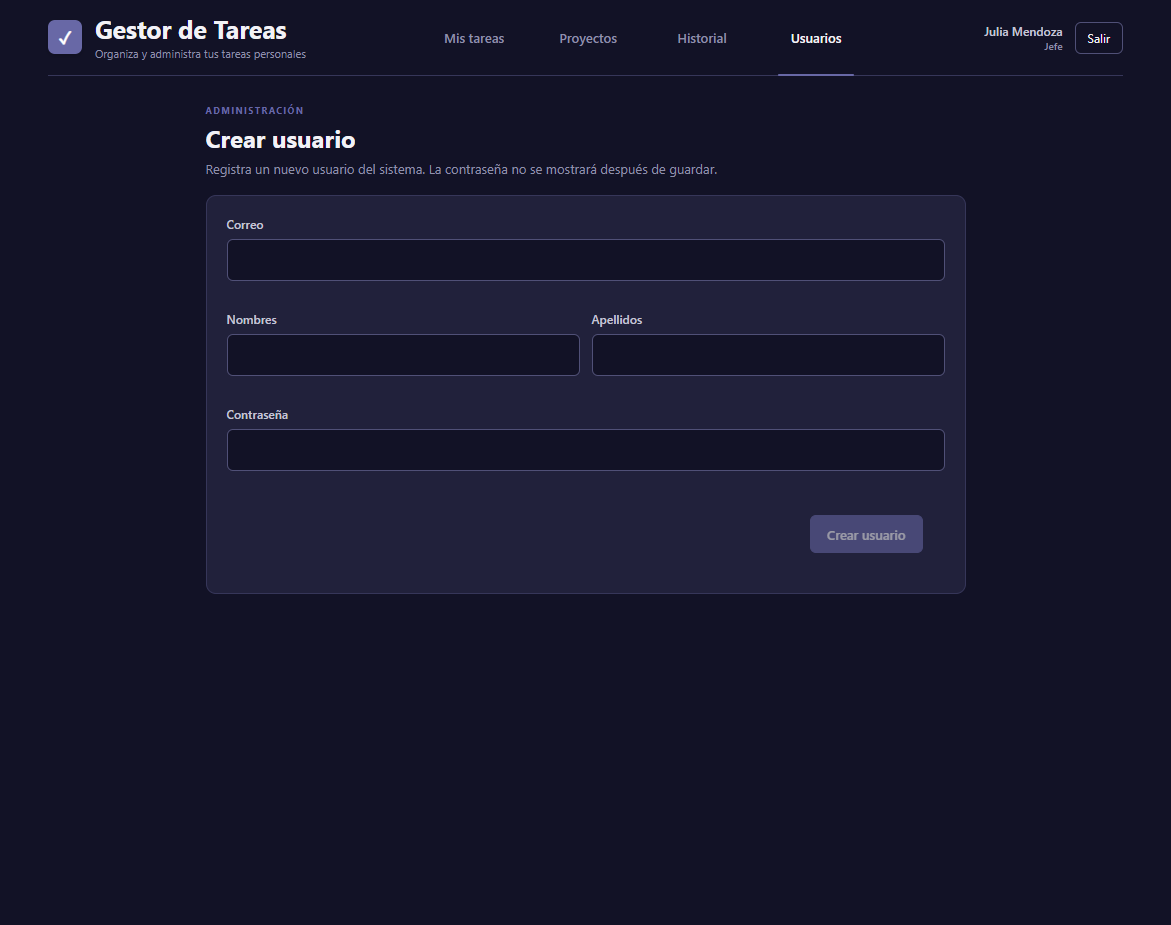 Gestor de Tareas
Organiza y administra tus tareas personales
Mis tareas
Proyectos
Historial
Usuarios
Julia Mendoza
Jefe
Salir
ADMINISTRACIÓN
Crear usuario
Registra un nuevo usuario del sistema. La contraseña no se mostrará después de guardar.
Correo
Nombres
Apellidos
Contraseña
Crear usuario